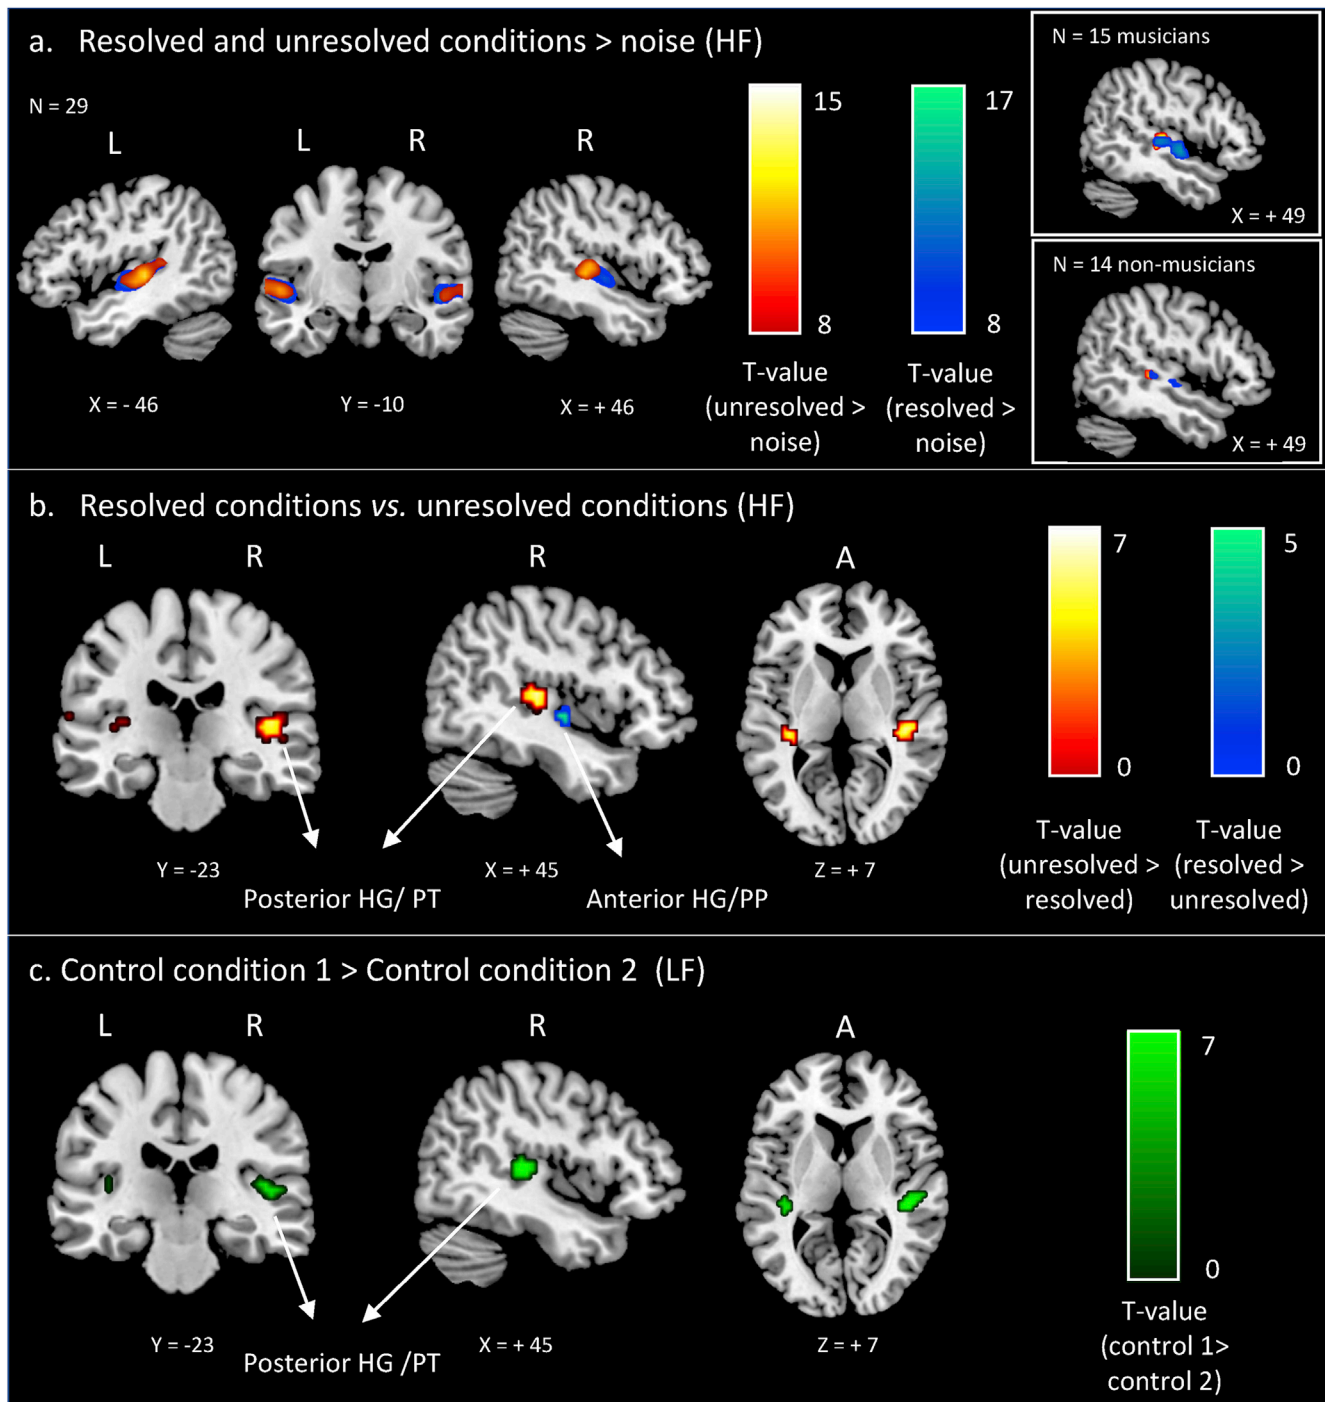 a. Resolved and unresolved conditions > noise (HF)
N = 29
L
L
R
R
X = - 46
Y = -10
X = + 46
15
8
T-value
(unresolved >
noise)
17
8
T-value
(resolved >
noise)
N = 15 musicians
X = + 49
N = 14 non-musicians
X = + 49
b. Resolved conditions vs. unresolved conditions (HF)
L
R
R
A
Y = -23
X = + 45
Z = + 7
Posterior HG/ PT
Anterior HG/PP
7
0
T-value
(unresolved >
resolved)
5
0
T-value
(resolved >
unresolved)
c. Control condition 1 > Control condition 2 (LF)
L
R
R
A
Y = -23
X = + 45
Z = + 7
Posterior HG /PT
7
0
T-value
(control 1>
control 2)